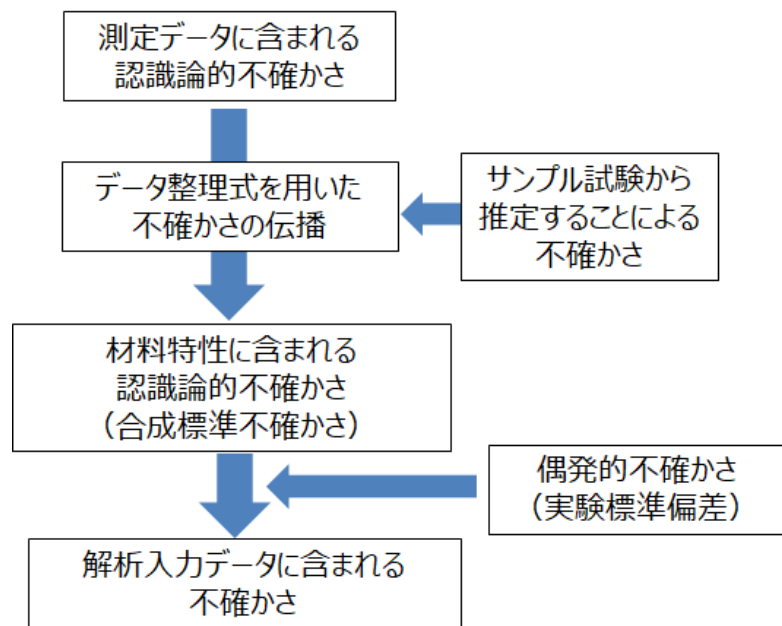 測定データに含まれる
認識論的不確かさ
データ整理式を用いた
不確かさの伝播
サンプル試験から
推定することによる
不確かさ
材料特性に含まれる
認識論的不確かさ
（合成標準不確かさ）
偶発的不確かさ
（実験標準偏差）
解析入力データに含まれる
不確かさ